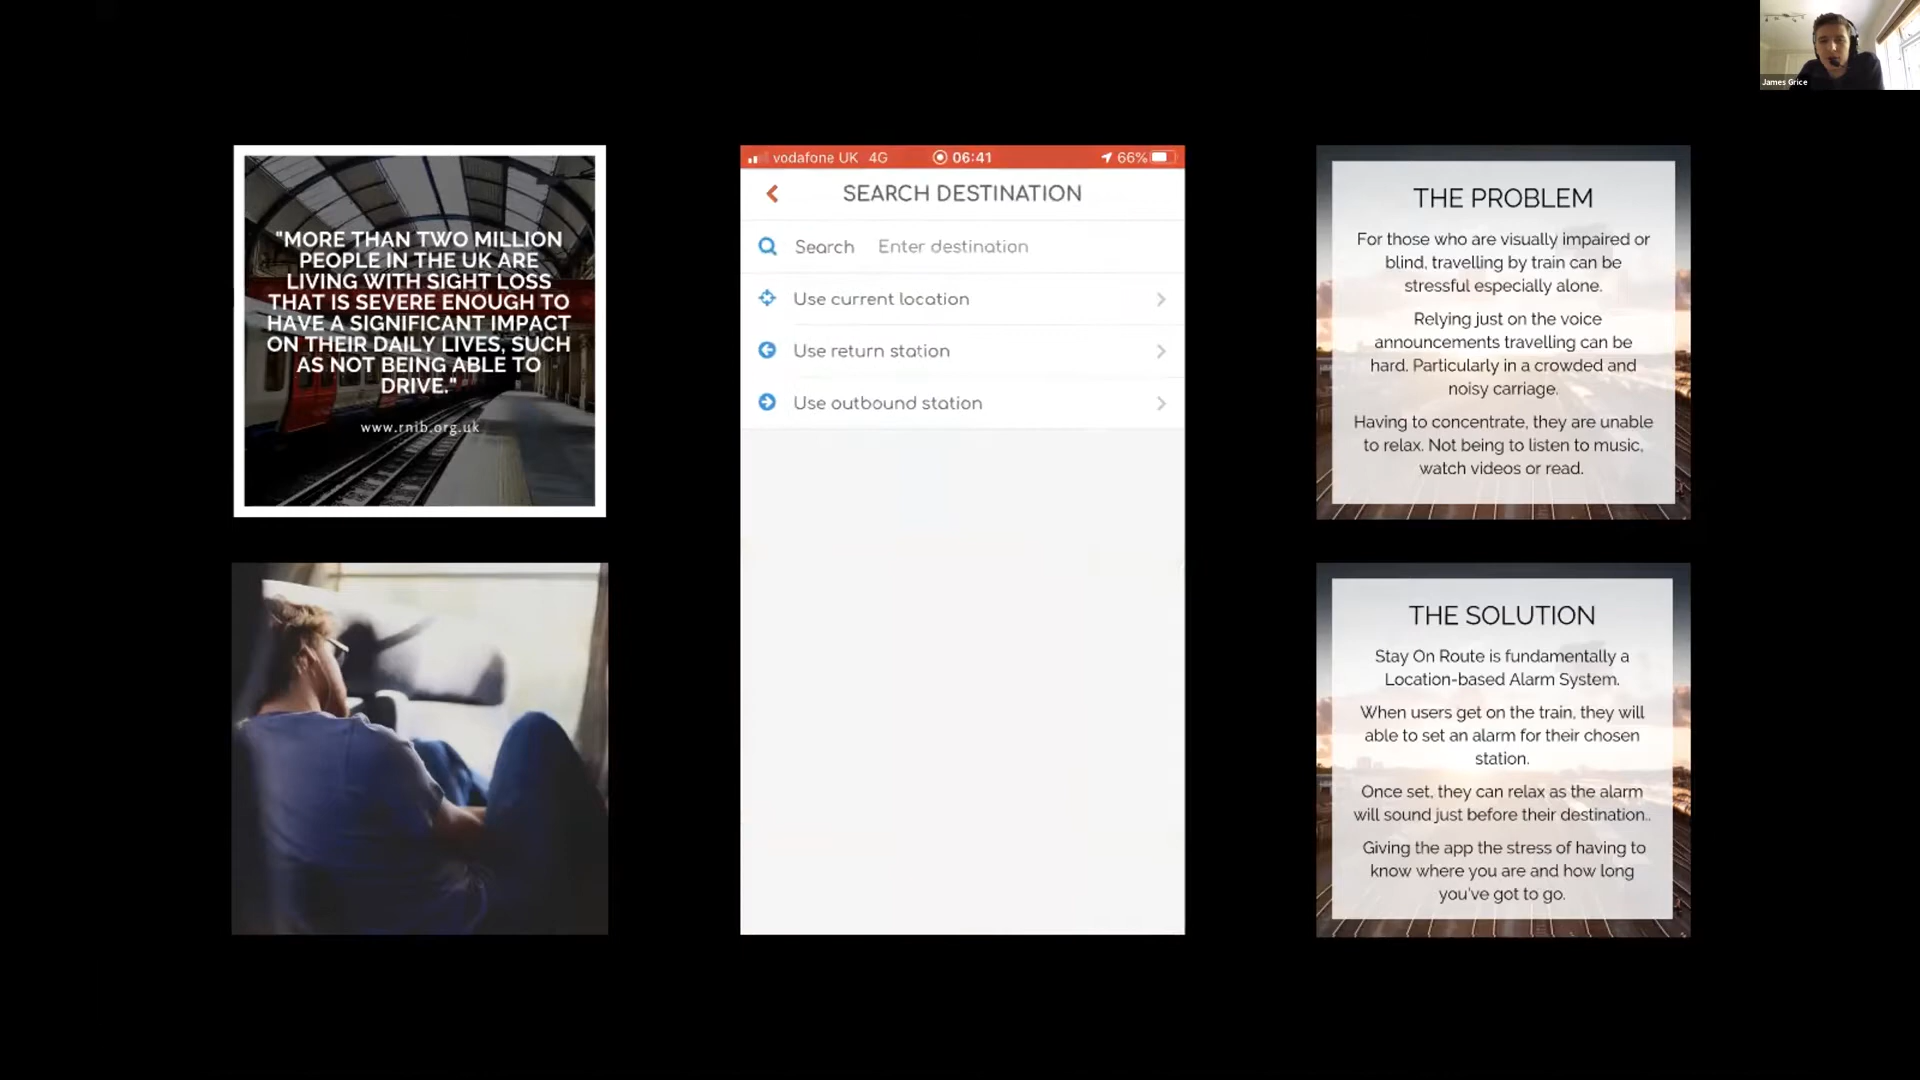 James Grice
"MORE THAN TWO MILLION
PEOPLE IN THE UK ARE
LIVING WITH SIGHT LOSS
THAT IS SEVERE ENOUGH TO
HAVE A SIGNIFICANT IMPACT
ON THEIR DAILY LIVES, SUCH
AS NOT BEING ABLE TO
DRIVE."
www.rnib.org.uk
vodafone UK 4G 06:41 66%
SEARCH DESTINATION
Search Enter destination
Use current location
Use return station
Use outbound station
THE PROBLEM
For those who are visually impaired or
blind, travelling by train can be
stressful especially alone.
Relying just on the voice
announcements travelling can be
hard. Particularly in a crowded and
noisy carriage.
Having to concentrate, they are unable
to relax. Not being to listen to music,
watch videos or read.
THE SOLUTION
Stay On Route is fundamentally a
Location-based Alarm System.
When users get on the train, they will
able to set an alarm for their chosen
station.
Once set, they can relax as the alarm
will sound just before their destination..
Giving the app the stress of having to
know where you are and how long
you've got to go.